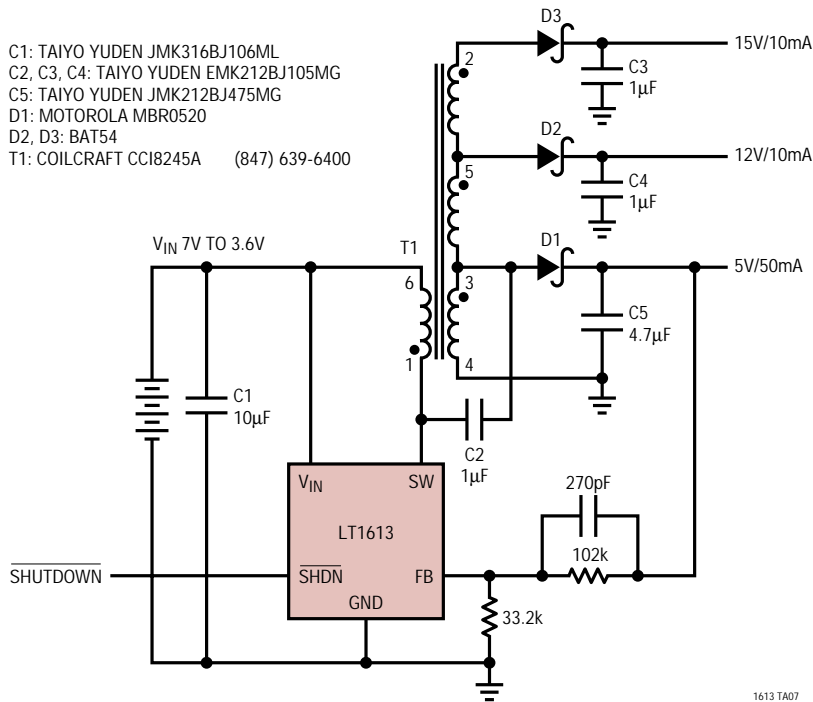 C1: TAIYO YUDEN JMK316BJ106ML
C2, C3, C4: TAIYO YUDEN EMK212BJ105MG
C5: TAIYO YUDEN JMK212BJ475MG
D1: MOTOROLA MBR0520
D2, D3: BAT54
T1: COILCRAFT CCI8245A (847) 639-6400
D3
2
15V/10mA
C3
1µF
D2
5
12V/10mA
C4
1µF
VIN 7V TO 3.6V
T1
D1
6
3
5V/50mA
C5
4.7µF
1
4
C1
10µF
C2
1µF
VIN
SW
270pF
LT1613
102k
SHUTDOWN
SHDN
FB
GND
33.2k
1613 TA07